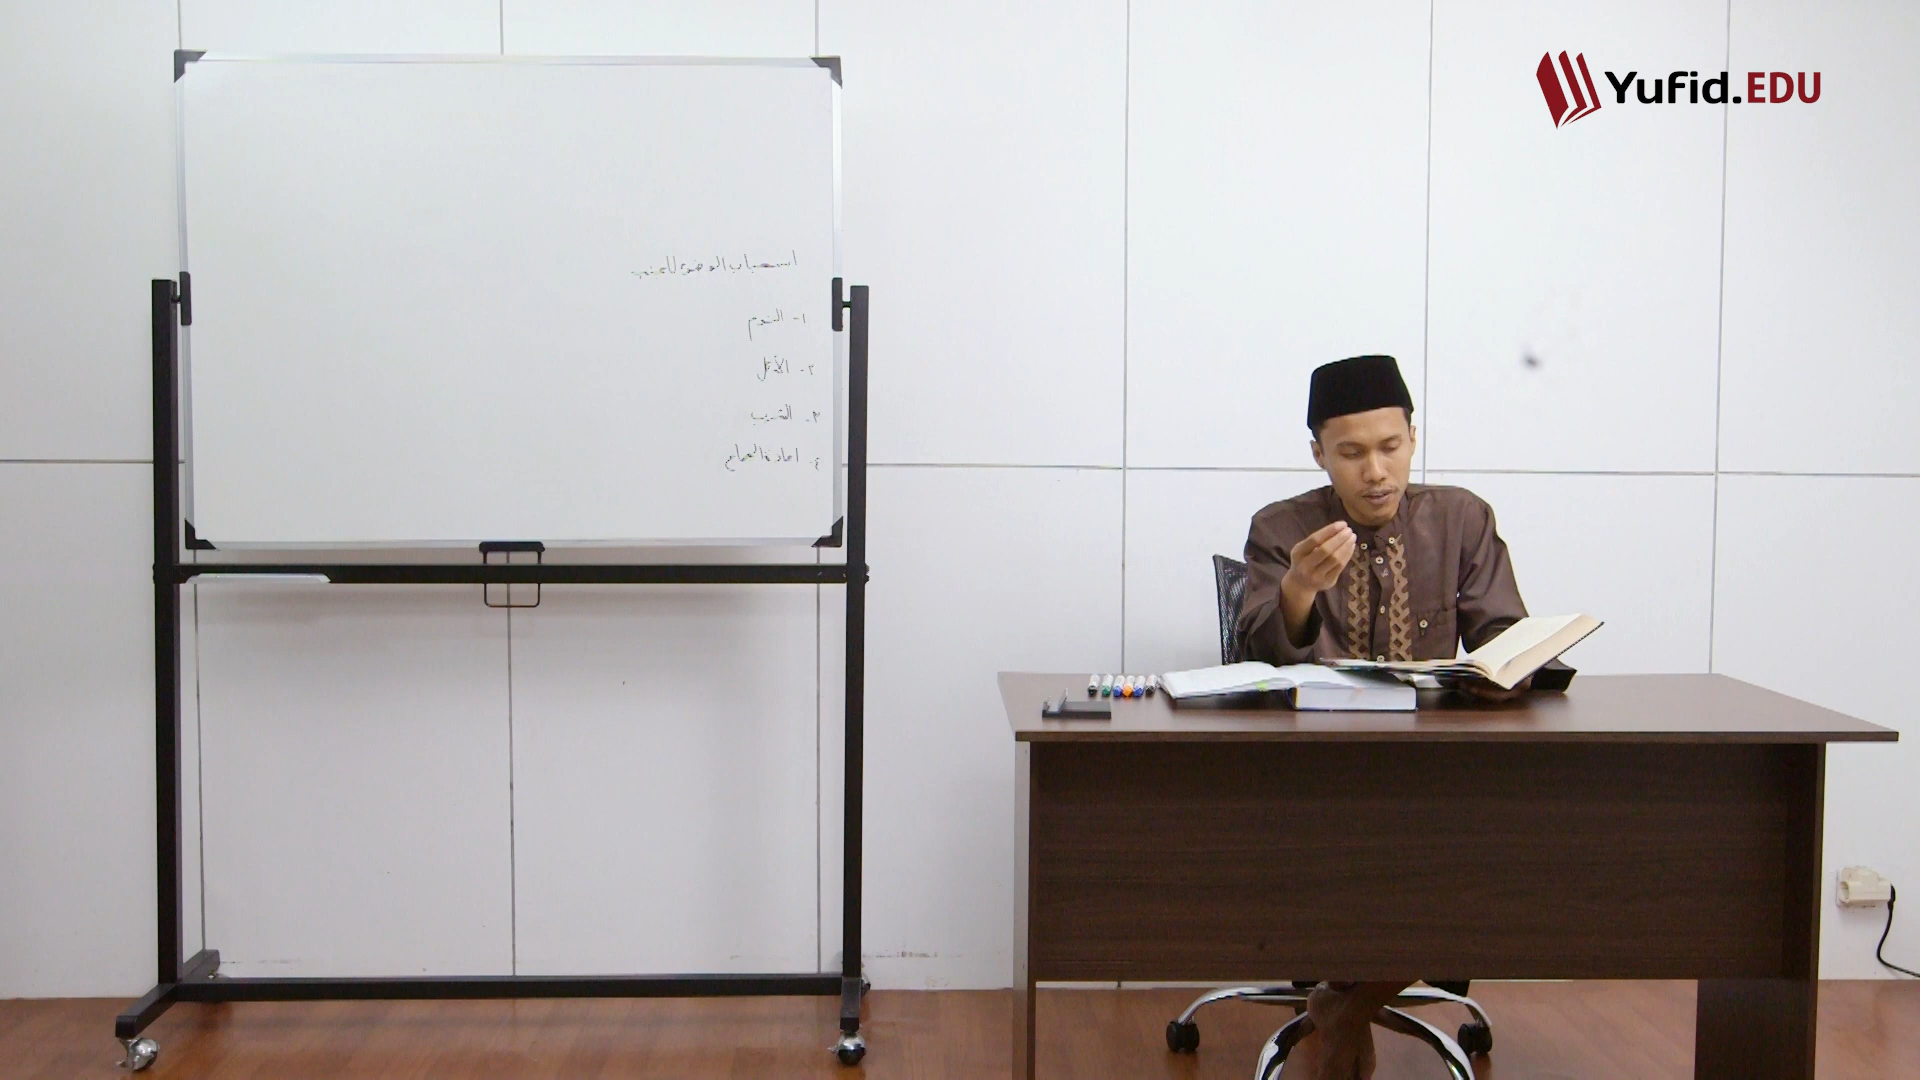 Yufid.EDU
استحباب الوضوء للجنب
١- النوم
٢- الأكل
٣- الشرب
٤- إعادة الجماع